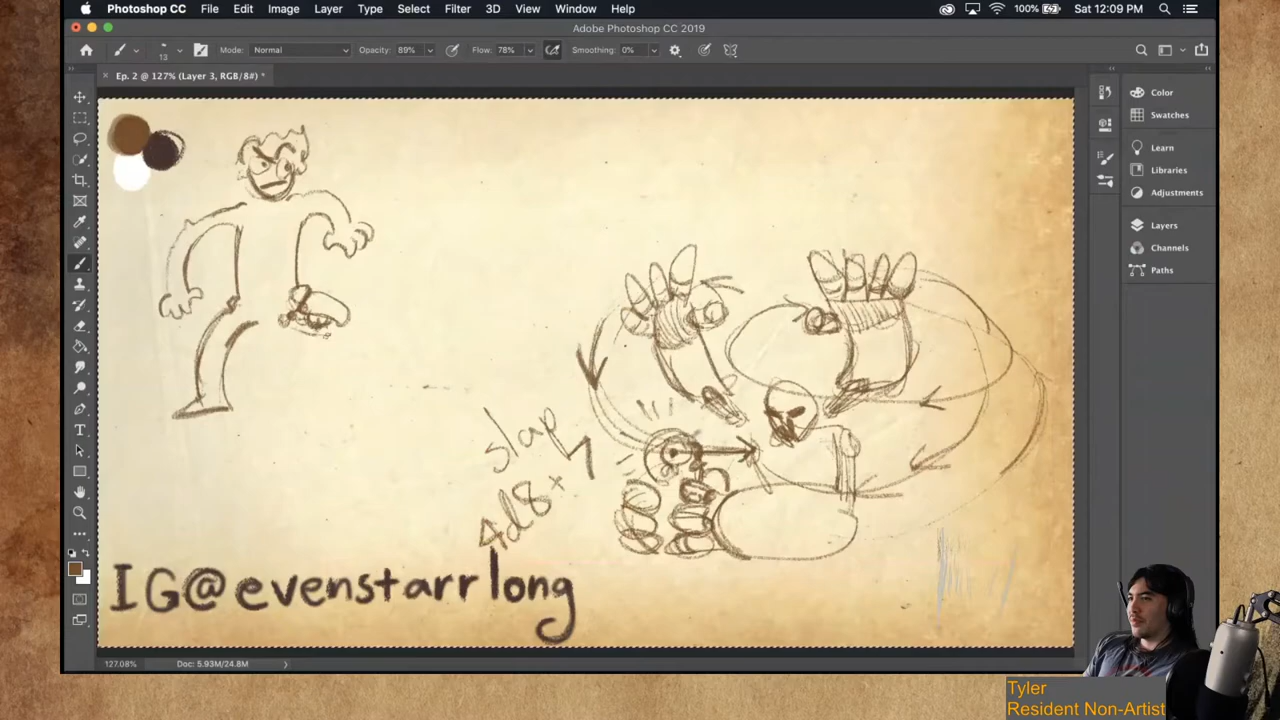 Photoshop CC File Edit Image Layer Type Select Filter 3D View Window Help 100% Sat 12:09 PM
Adobe Photoshop CC 2019
13 Mode: Normal Opacity: 89% Flow: 78% Smoothing: 0%
× Ep. 2 @ 127% (Layer 3, RGB/8#) *
Color
Swatches
Learn
Libraries
Adjustments
Layers
Channels
Paths
slap
4d8+4
IG@evenstarrlong
127.08% Doc: 5.93M/24.8M
Tyler
Resident Non-Artist